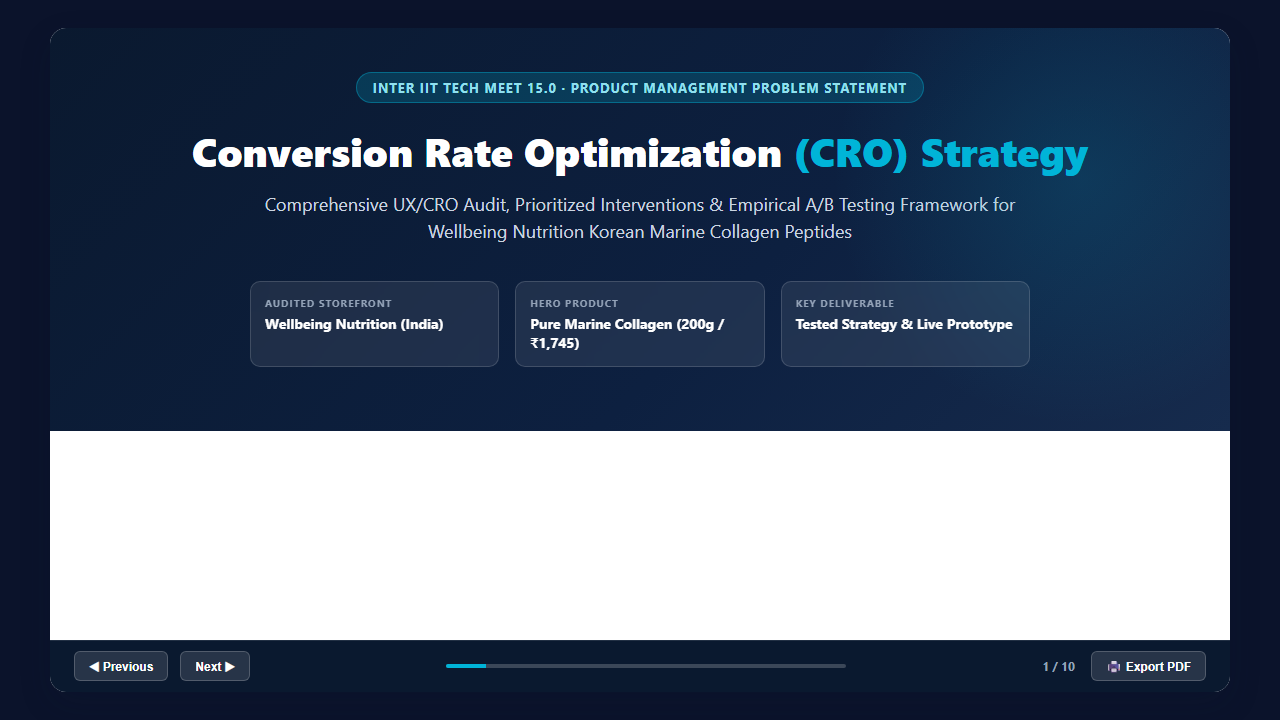 INTER IIT TECH MEET 15.0 · PRODUCT MANAGEMENT PROBLEM STATEMENT
Conversion Rate Optimization (CRO) Strategy
Comprehensive UX/CRO Audit, Prioritized Interventions & Empirical A/B Testing Framework for
Wellbeing Nutrition Korean Marine Collagen Peptides
AUDITED STOREFRONT
Wellbeing Nutrition (India)
HERO PRODUCT
Pure Marine Collagen (200g /
₹1,745)
KEY DELIVERABLE
Tested Strategy & Live Prototype
◀ Previous
Next ▶
1 / 10
Export PDF